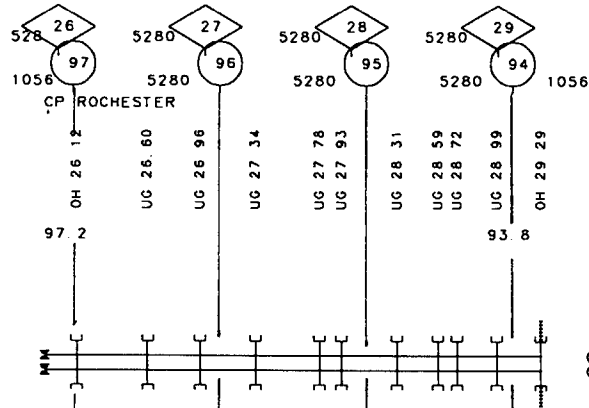 26 27 28 29
528 5280 5280 5280
97 96 95 94
1056 5280 5280 5280 1056
CP ROCHESTER
OH 26 12
UG 26.60
UG 26 96
UG 27 34
UG 27 78
UG 27 93
UG 28 31
UG 28 59
UG 28 72
UG 28 99
OH 29 29
97.2 93.8